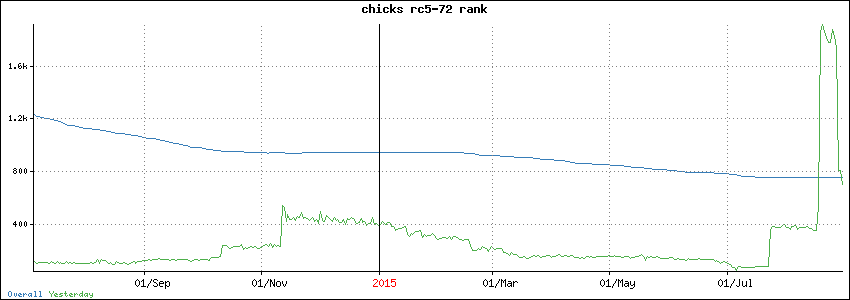 chicks rc5-72 rank
1.6k
1.2k
800
400
01/Sep 01/Nov 2015 01/Mar 01/May 01/Jul
Overall Yesterday